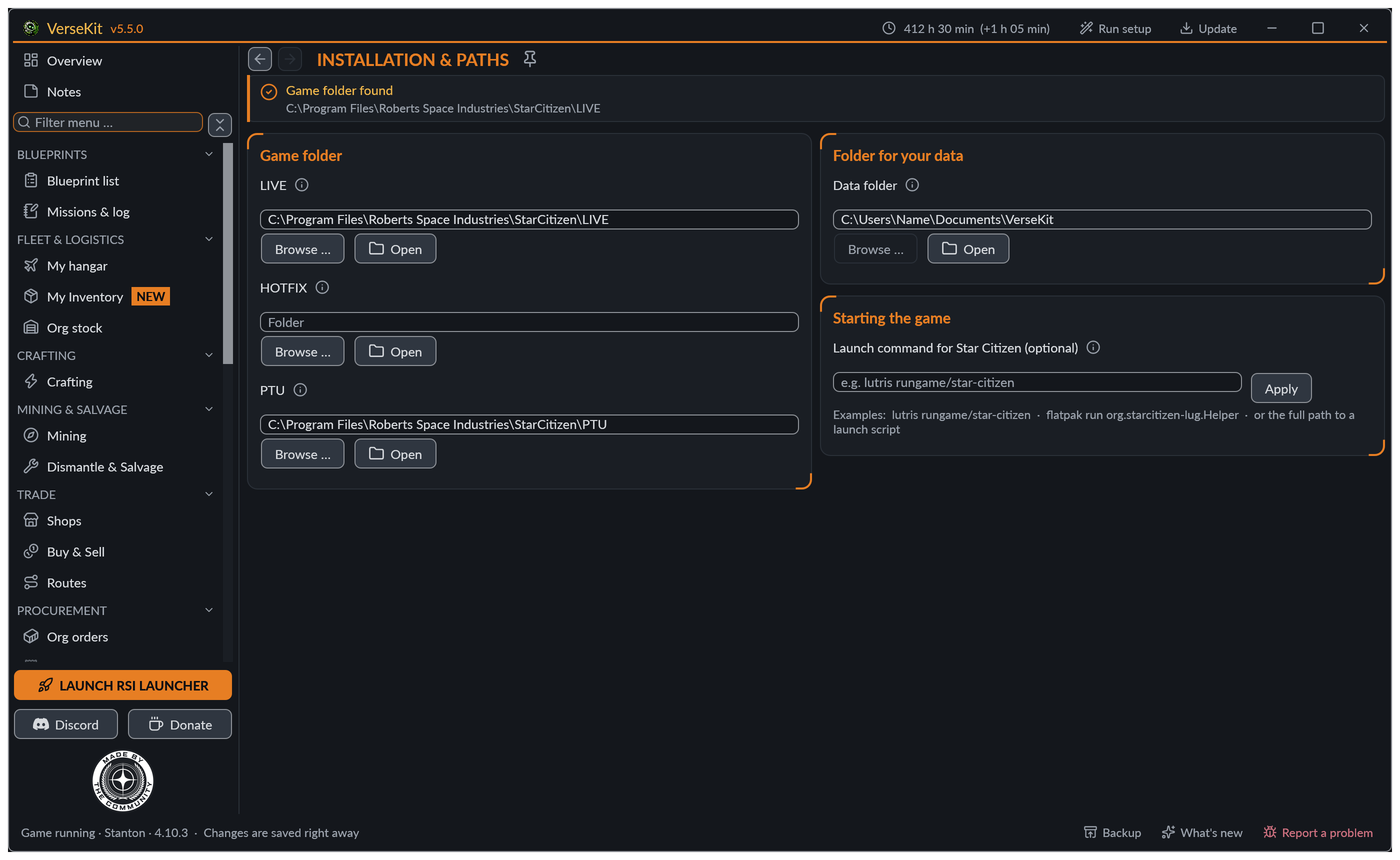 VerseKit v5.5.0
412 h 30 min (+1 h 05 min)
Run setup
Update
Overview
Notes
Filter menu ...
BLUEPRINTS
Blueprint list
Missions & log
FLEET & LOGISTICS
My hangar
My Inventory NEW
Org stock
CRAFTING
Crafting
MINING & SALVAGE
Mining
Dismantle & Salvage
TRADE
Shops
Buy & Sell
Routes
PROCUREMENT
Org orders
LAUNCH RSI LAUNCHER
Discord
Donate
MADE BY THE COMMUNITY
INSTALLATION & PATHS
Game folder found
C:\Program Files\Roberts Space Industries\StarCitizen\LIVE
Game folder
LIVE
C:\Program Files\Roberts Space Industries\StarCitizen\LIVE
Browse ...
Open
HOTFIX
Folder
Browse ...
Open
PTU
C:\Program Files\Roberts Space Industries\StarCitizen\PTU
Browse ...
Open
Folder for your data
Data folder
C:\Users\Name\Documents\VerseKit
Browse ...
Open
Starting the game
Launch command for Star Citizen (optional)
e.g. lutris rungame/star-citizen
Apply
Examples: lutris rungame/star-citizen · flatpak run org.starcitizen-lug.Helper · or the full path to a
launch script
Game running · Stanton · 4.10.3 · Changes are saved right away
Backup
What's new
Report a problem